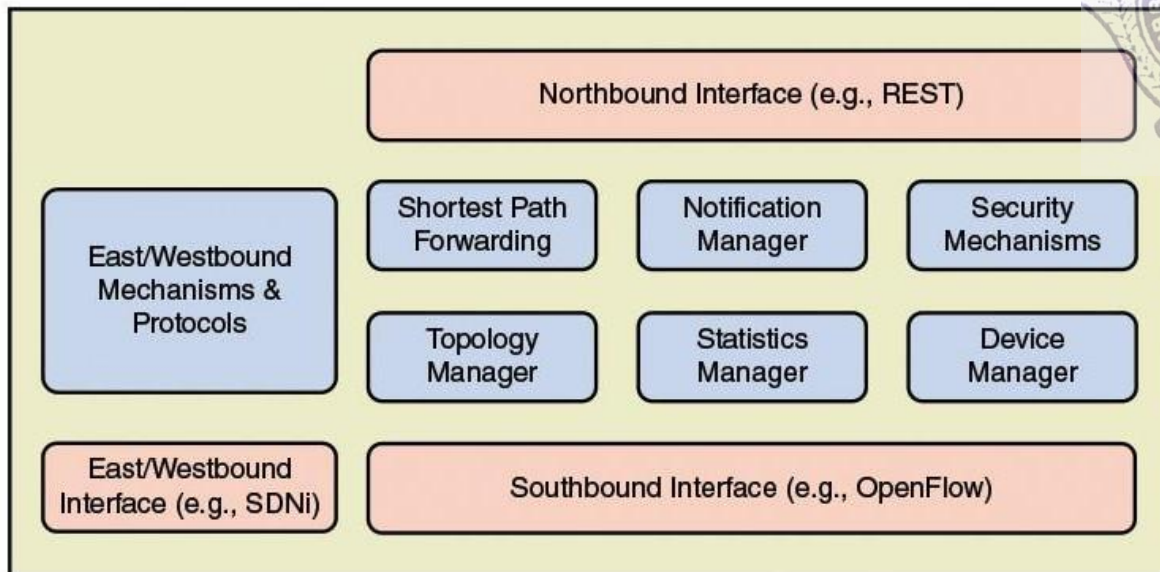 Northbound Interface (e.g., REST)
East/Westbound
Mechanisms &
Protocols
Shortest Path
Forwarding
Notification
Manager
Security
Mechanisms
Topology
Manager
Statistics
Manager
Device
Manager
East/Westbound
Interface (e.g., SDNi)
Southbound Interface (e.g., OpenFlow)